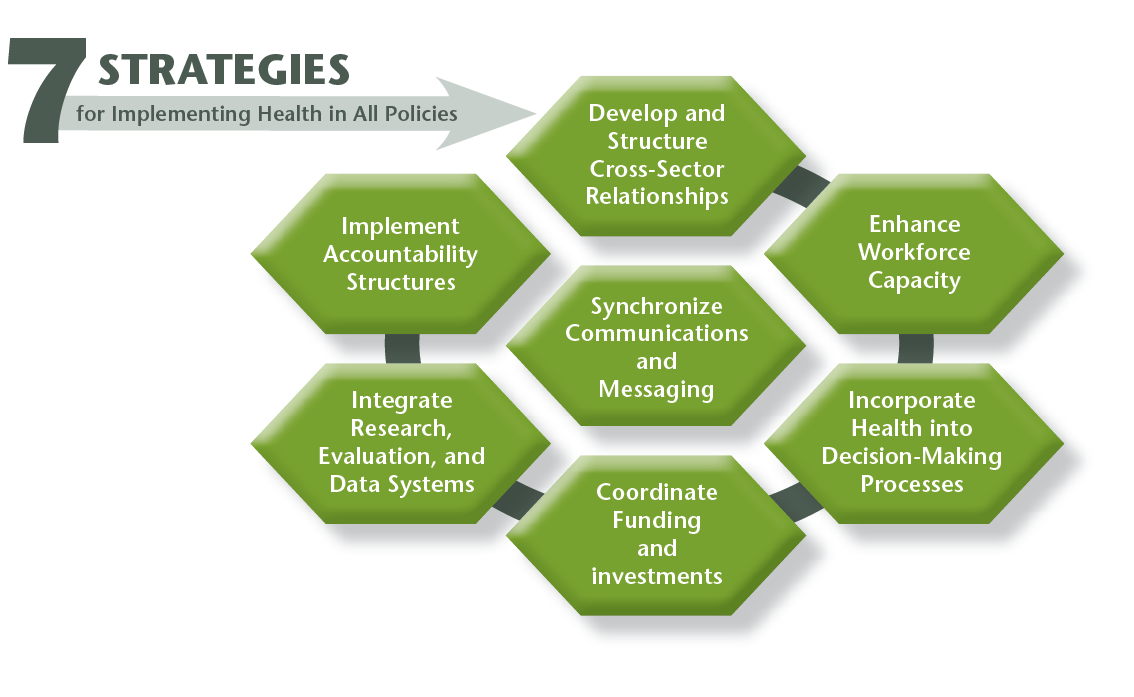 7 STRATEGIES
for Implementing Health in All Policies
Develop and
Structure
Cross-Sector
Relationships
Enhance
Workforce
Capacity
Incorporate
Health into
Decision-Making
Processes
Coordinate
Funding
and
investments
Integrate
Research,
Evaluation, and
Data Systems
Implement
Accountability
Structures
Synchronize
Communications
and
Messaging